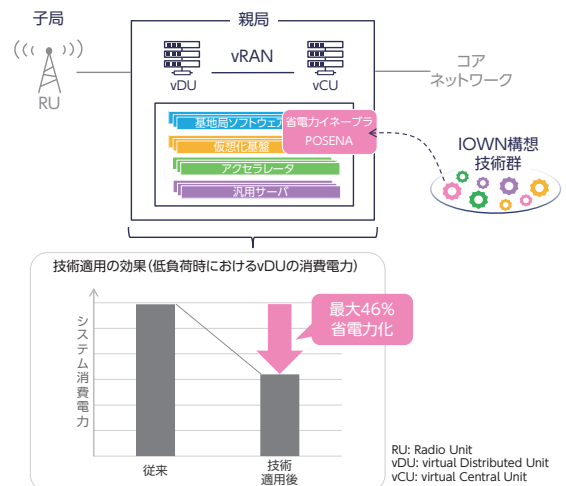 子局
親局
vRAN
vDU
vCU
RU
コア
ネットワーク
基地局ソフトウェア
仮想化基盤
アクセラレータ
汎用サーバ
省電力イネーブラ
POSENA
IOWN構想
技術群
技術適用の効果(低負荷時におけるvDUの消費電力)
システム消費電力
最大46%
省電力化
従来
技術
適用後
RU: Radio Unit
vDU: virtual Distributed Unit
vCU: virtual Central Unit